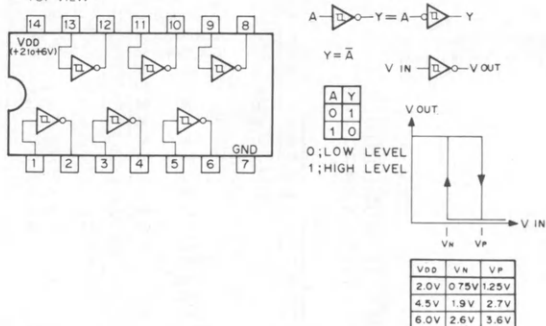 14 13 12 11 10 9 8
VDD
(+2 to +6V)
GND
1 2 3 4 5 6 7
A Y = A Y
Y = A̅
A Y
0 1
1 0
0; LOW LEVEL
1; HIGH LEVEL
V IN V OUT
V OUT
V IN
VN VP
VDD VN VP
2.0V 0.75V 1.25V
4.5V 1.9V 2.7V
6.0V 2.6V 3.6V